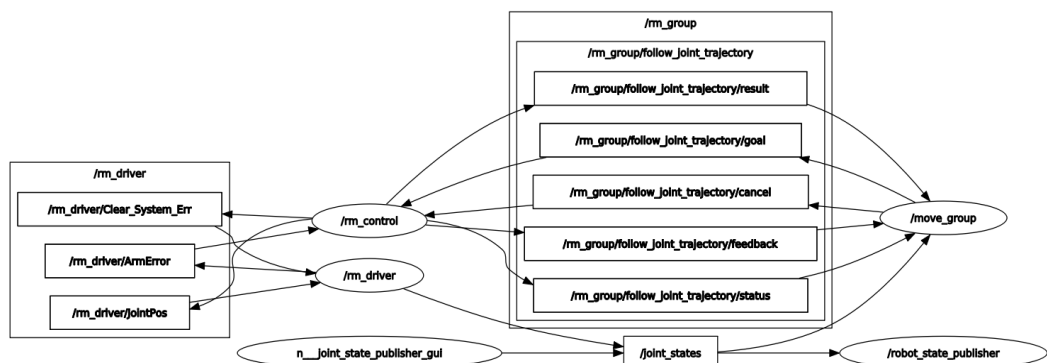 /rm_group
/rm_group/follow_joint_trajectory
/rm_group/follow_joint_trajectory/result
/rm_group/follow_joint_trajectory/goal
/rm_group/follow_joint_trajectory/cancel
/rm_group/follow_joint_trajectory/feedback
/rm_group/follow_joint_trajectory/status
/rm_driver
/rm_driver/Clear_System_Err
/rm_driver/ArmError
/rm_driver/JointPos
/rm_control
/rm_driver
/move_group
n__joint_state_publisher_gui
/joint_states
/robot_state_publisher